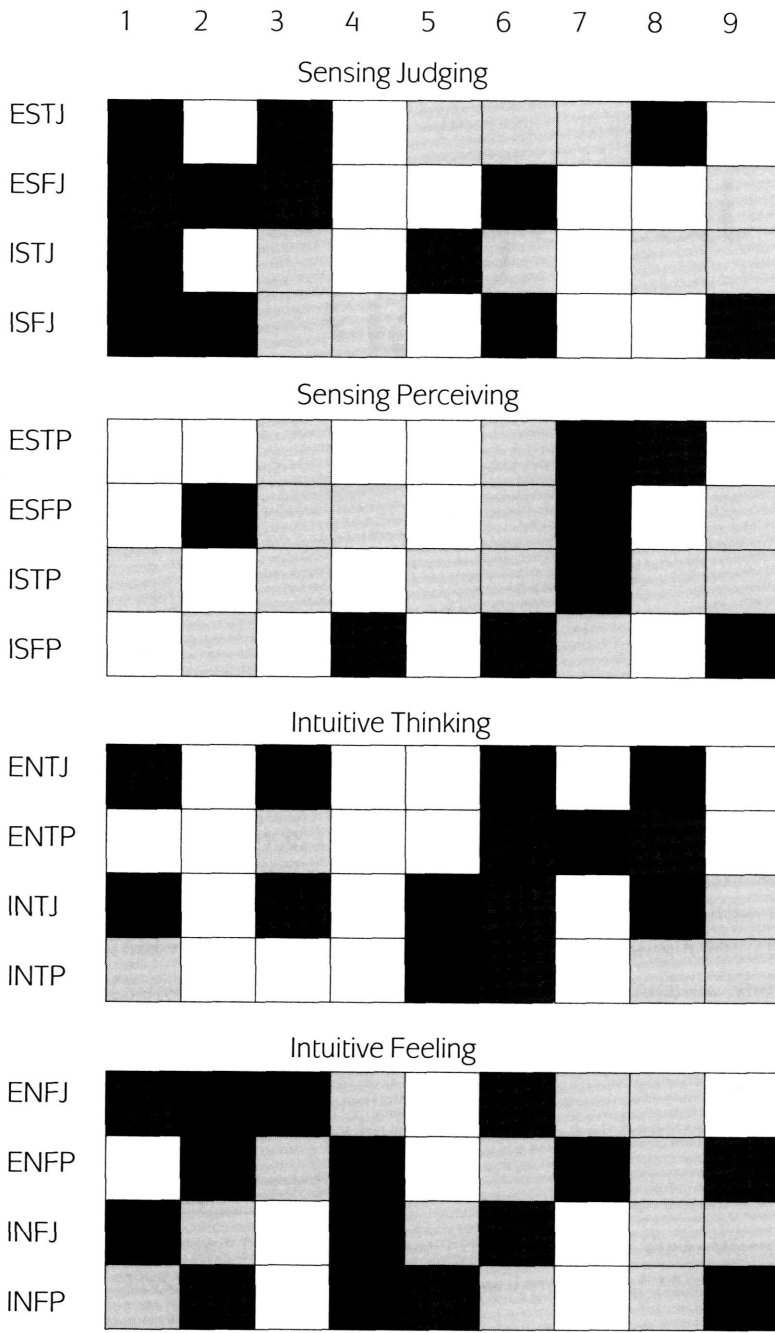 1 2 3 4 5 6 7 8 9
Sensing Judging
ESTJ
ESFJ
ISTJ
ISFJ
Sensing Perceiving
ESTP
ESFP
ISTP
ISFP
Intuitive Thinking
ENTJ
ENTP
INTJ
INTP
Intuitive Feeling
ENFJ
ENFP
INFJ
INFP